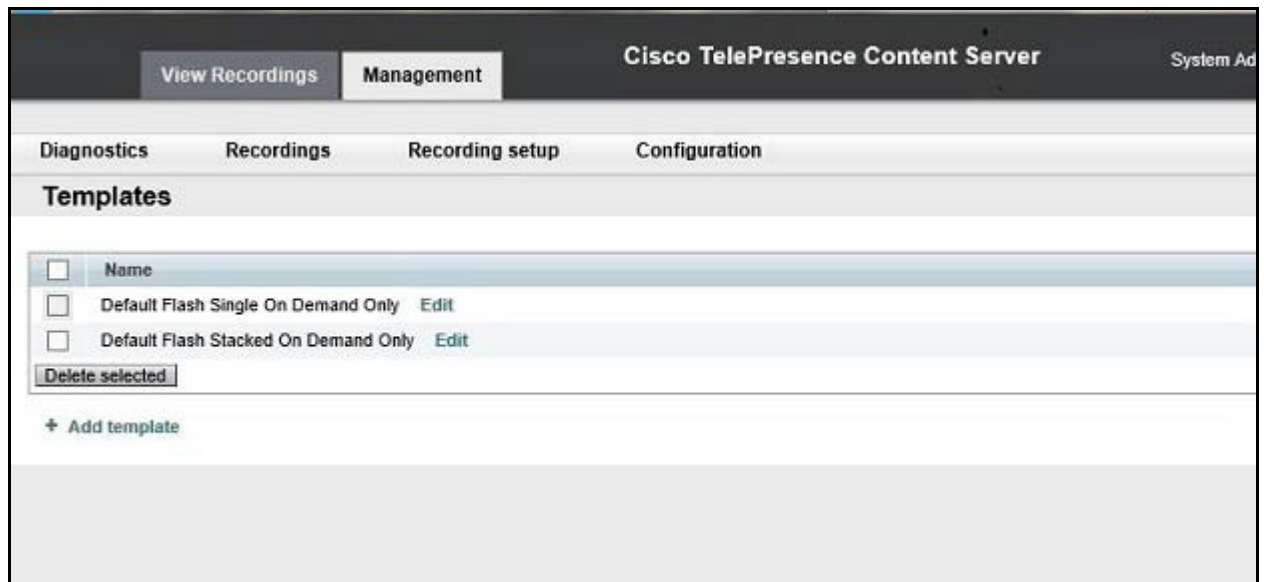 Cisco TelePresence Content Server
System Ad
View Recordings Management
Diagnostics Recordings Recording setup Configuration
Templates
Name
Default Flash Single On Demand Only Edit
Default Flash Stacked On Demand Only Edit
Delete selected
+ Add template